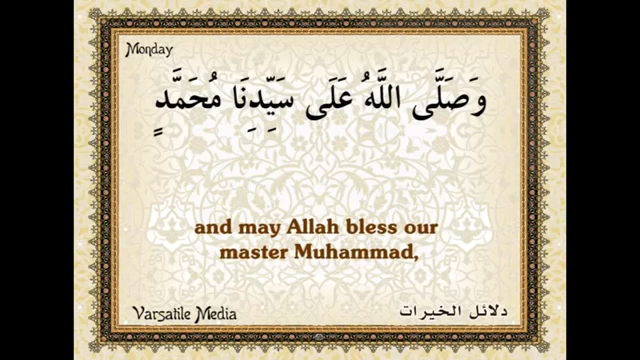 Monday
وَصَلَّى اللَّهُ عَلَى سَيِّدِنَا مُحَمَّدٍ
and may Allah bless our
master Muhammad,
Varsatile Media
دلائل الخيرات